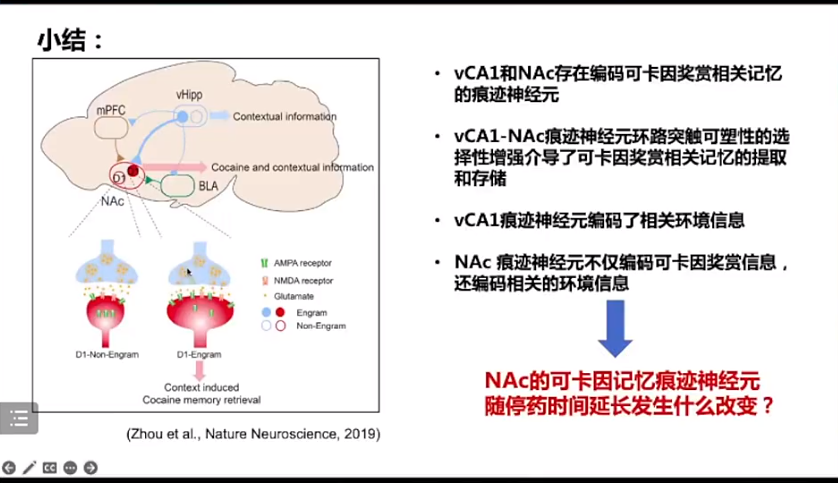 小结：
mPFC
vHipp
Contextual information
D1
Cocaine and contextual information
BLA
NAc
AMPA receptor
NMDA receptor
Glutamate
Engram
Non-Engram
D1-Non-Engram
D1-Engram
Context induced
Cocaine memory retrieval
(Zhou et al., Nature Neuroscience, 2019)
• vCA1和NAc存在编码可卡因奖赏相关记忆
的痕迹神经元
• vCA1-NAc痕迹神经元环路突触可塑性的选
择性增强介导了可卡因奖赏相关记忆的提取
和存储
• vCA1痕迹神经元编码了相关环境信息
• NAc 痕迹神经元不仅编码可卡因奖赏信息，
还编码相关的环境信息
NAc的可卡因记忆痕迹神经元
随停药时间延长发生什么改变？
CC